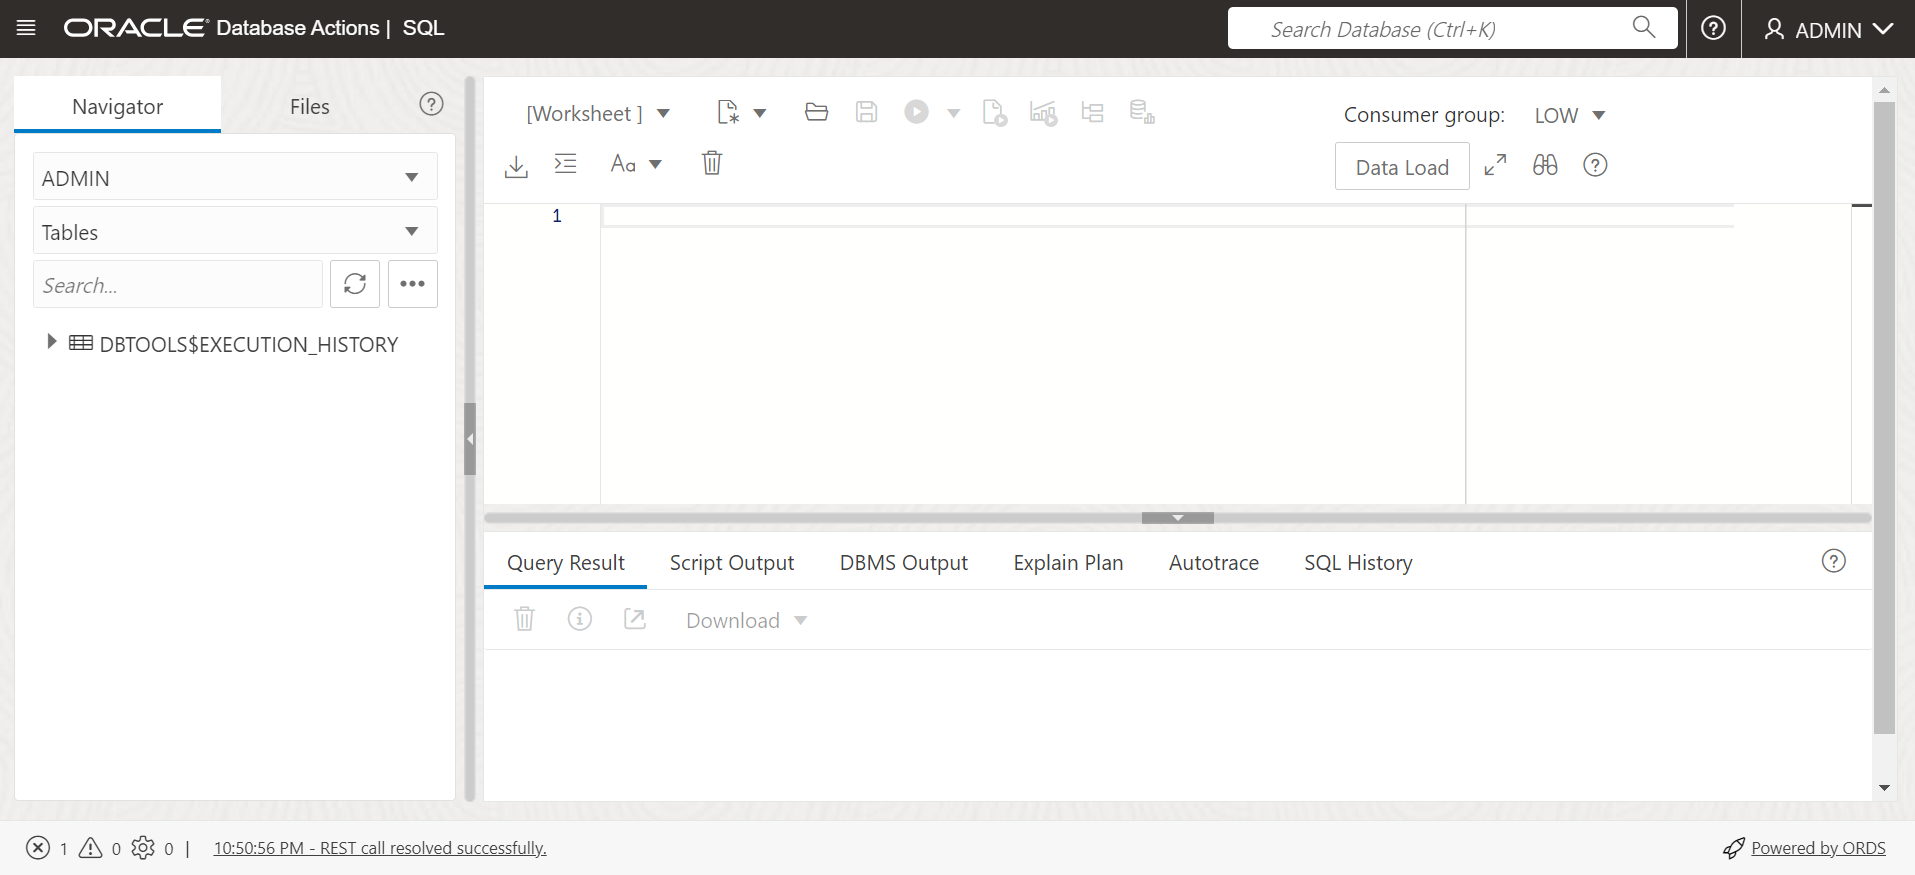 ORACLE Database Actions | SQL
Search Database (Ctrl+K)
ADMIN
Navigator
Files
ADMIN
Tables
Search...
DBTOOLS$EXECUTION_HISTORY
[Worksheet ]
Consumer group: LOW
Aa
Data Load
1
Query Result
Script Output
DBMS Output
Explain Plan
Autotrace
SQL History
Download
1 0 0 | 10:50:56 PM - REST call resolved successfully.
Powered by ORDS